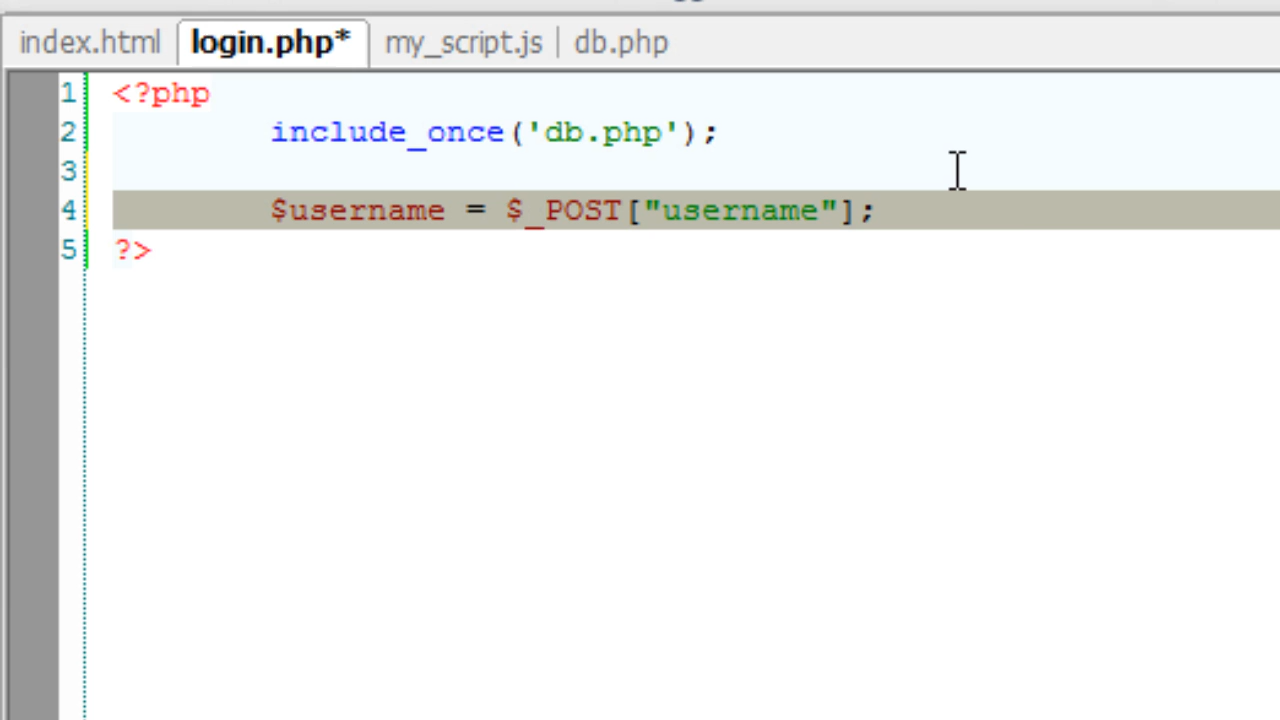 index.html login.php* my_script.js db.php
1 <?php
2 include_once('db.php');
3
4 $username = $_POST["username"];
5 ?>